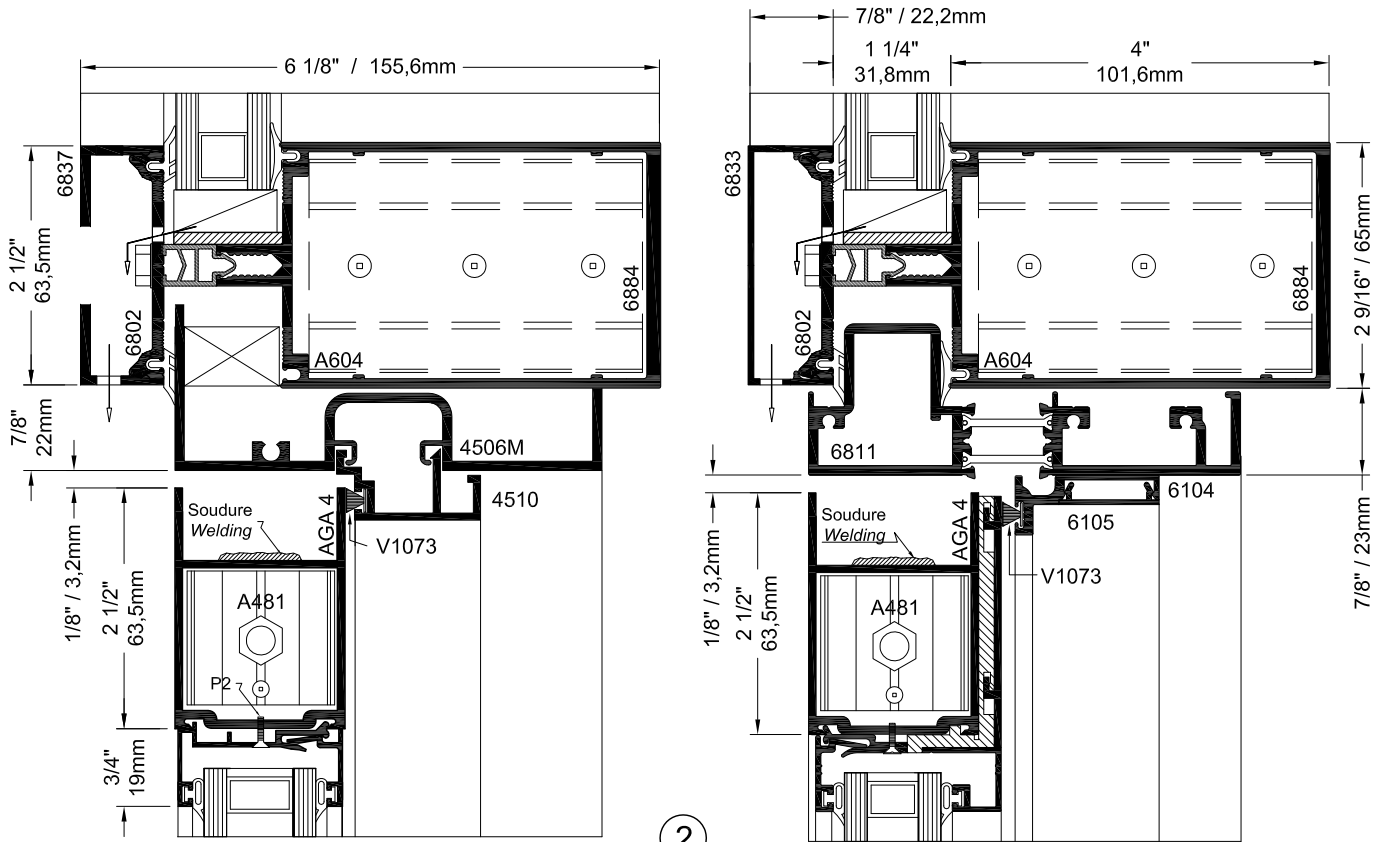 6 1/8" / 155,6mm
6837
2 1/2"
63,5mm
6802
A604
6884
7/8"
22mm
4506M
4510
1/8" / 3,2mm
Soudure
Welding
AGA 4
V1073
2 1/2"
63,5mm
A481
P2
3/4"
19mm
7/8" / 22,2mm
1 1/4"
31,8mm
4"
101,6mm
6833
6802
A604
6884
2 9/16" / 65mm
6811
6104
6105
7/8" / 23mm
1/8" / 3,2mm
Soudure
Welding
AGA 4
V1073
2 1/2"
63,5mm
A481
2